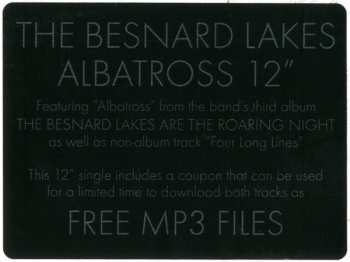 THE BESNARD LAKES
ALBATROSS 12"
Featuring "Albatross" from the band's third album
THE BESNARD LAKES ARE THE ROARING NIGHT
as well as non-album track "Four Long Lines"
This 12" single includes a coupon that can be used
for a limited time to download both tracks as
FREE MP3 FILES